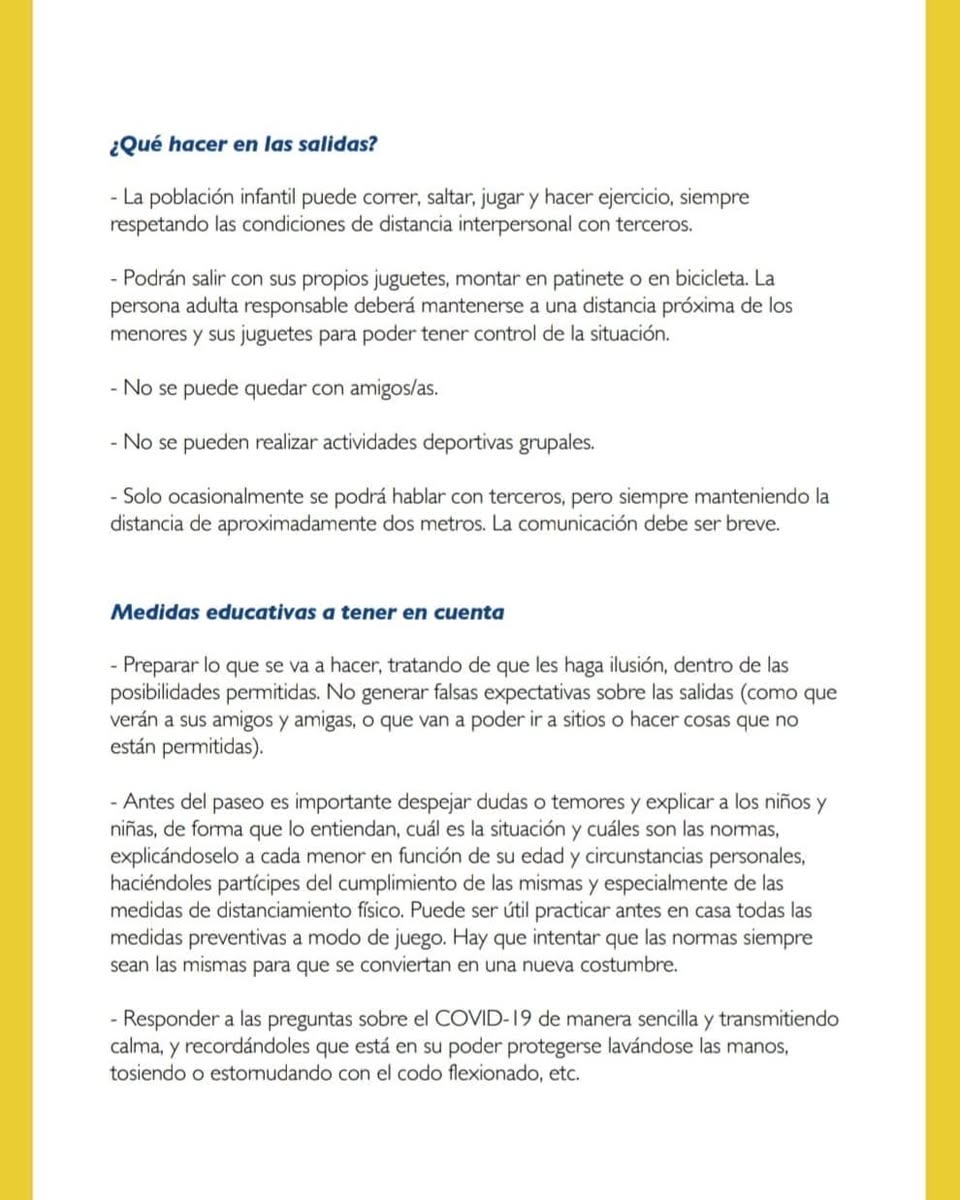 ¿Qué hacer en las salidas?
- La población infantil puede correr, saltar, jugar y hacer ejercicio, siempre
respetando las condiciones de distancia interpersonal con terceros.
- Podrán salir con sus propios juguetes, montar en patinete o en bicicleta. La
persona adulta responsable deberá mantenerse a una distancia próxima de los
menores y sus juguetes para poder tener control de la situación.
- No se puede quedar con amigos/as.
- No se pueden realizar actividades deportivas grupales.
- Solo ocasionalmente se podrá hablar con terceros, pero siempre manteniendo la
distancia de aproximadamente dos metros. La comunicación debe ser breve.
Medidas educativas a tener en cuenta
- Preparar lo que se va a hacer, tratando de que les haga ilusión, dentro de las
posibilidades permitidas. No generar falsas expectativas sobre las salidas (como que
verán a sus amigos y amigas, o que van a poder ir a sitios o hacer cosas que no
están permitidas).
- Antes del paseo es importante despejar dudas o temores y explicar a los niños y
niñas, de forma que lo entiendan, cuál es la situación y cuáles son las normas,
explicándoselo a cada menor en función de su edad y circunstancias personales,
haciéndoles partícipes del cumplimiento de las mismas y especialmente de las
medidas de distanciamiento físico. Puede ser útil practicar antes en casa todas las
medidas preventivas a modo de juego. Hay que intentar que las normas siempre
sean las mismas para que se conviertan en una nueva costumbre.
- Responder a las preguntas sobre el COVID-19 de manera sencilla y transmitiendo
calma, y recordándoles que está en su poder protegerse lavándose las manos,
tosiendo o estornudando con el codo flexionado, etc.